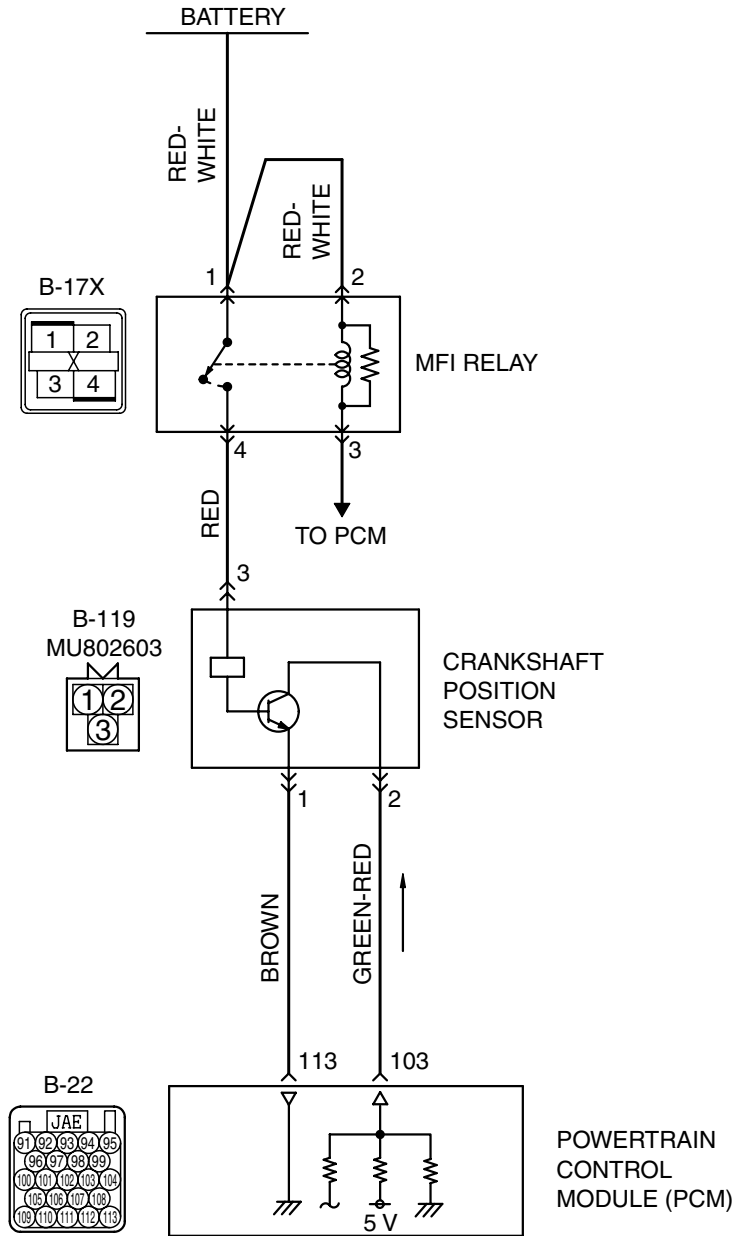 BATTERY
RED-
WHITE
RED-
WHITE
B-17X
1 2
1 2
3 X 4
MFI RELAY
4 3
RED
TO PCM
3
B-119
MU802603
1 2
3
CRANKSHAFT
POSITION
SENSOR
1 2
BROWN
GREEN-RED
113 103
B-22
JAE
91 92 93 94 95
96 97 98 99
100 101 102 103 104
105 106 107 108
109 110 111 112 113
5 V
POWERTRAIN
CONTROL
MODULE (PCM)